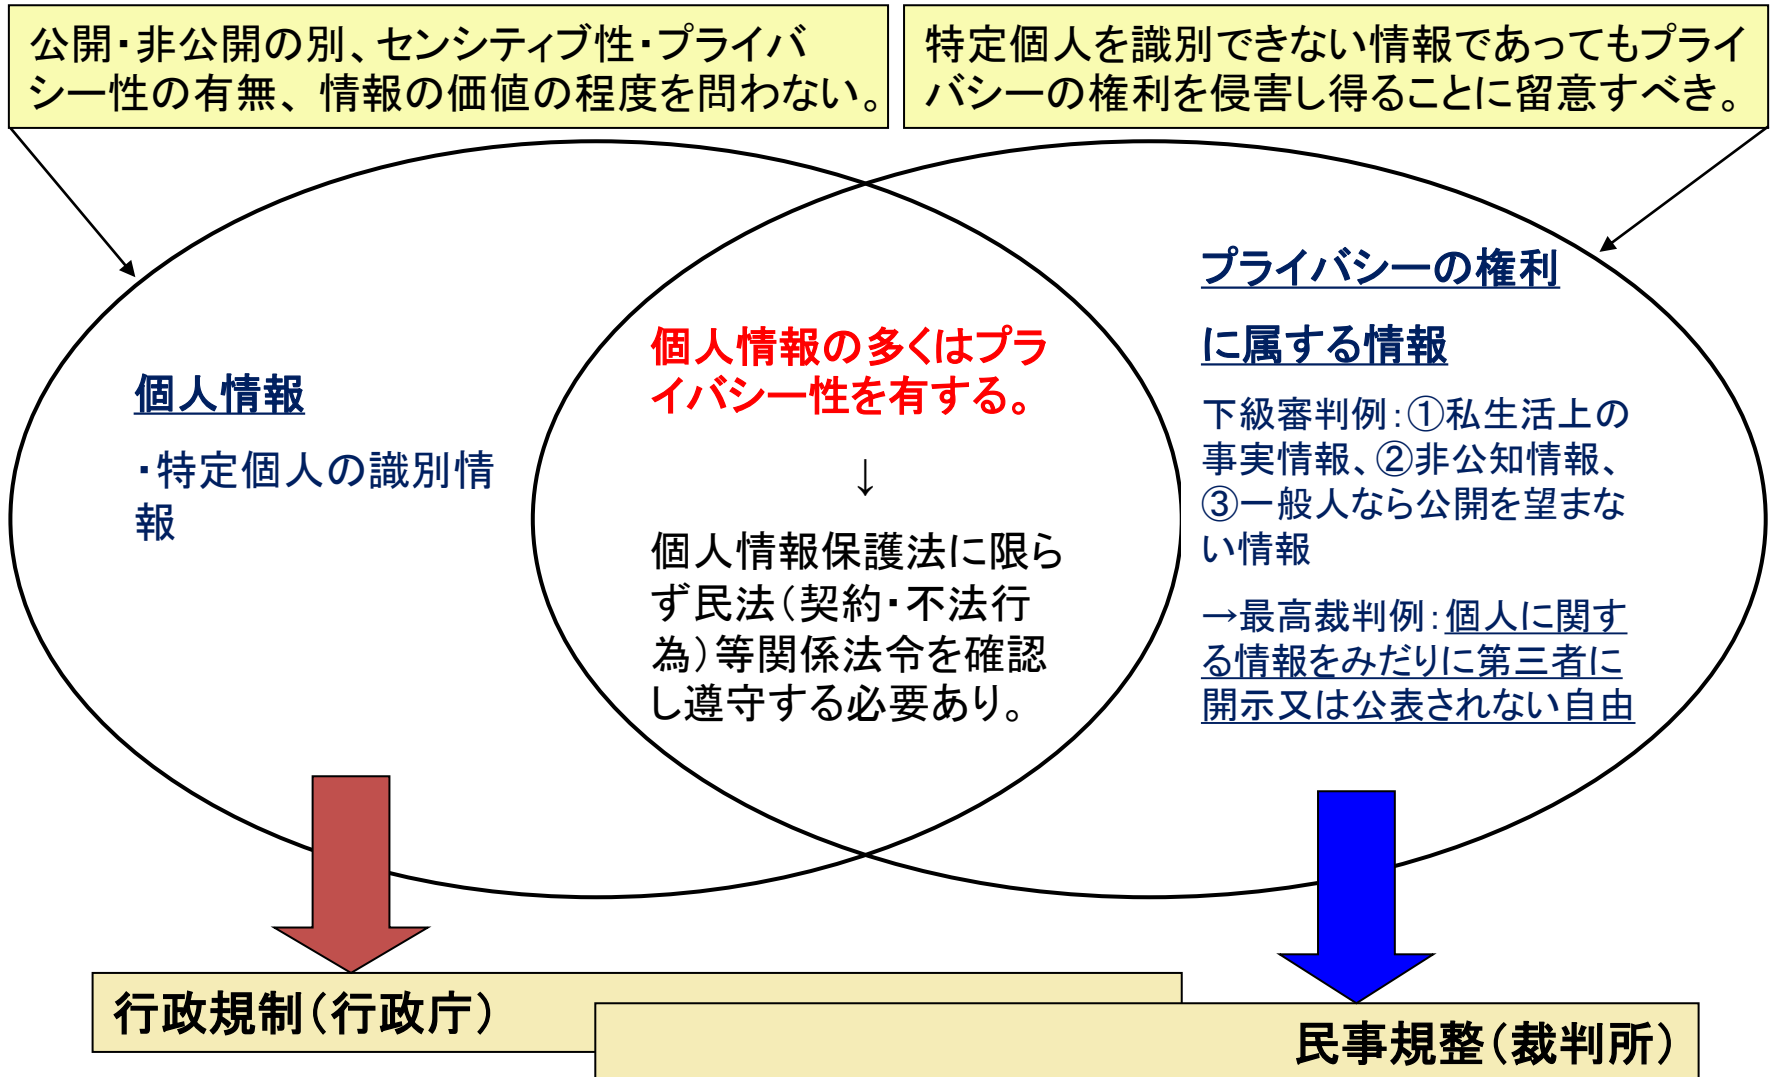 公開・非公開の別、センシティブ性・プライバ
シー性の有無、情報の価値の程度を問わない。
特定個人を識別できない情報であってもプライ
バシーの権利を侵害し得ることに留意すべき。
個人情報
・特定個人の識別情
報
個人情報の多くはプラ
イバシー性を有する。
↓
個人情報保護法に限ら
ず民法（契約・不法行
為）等関係法令を確認
し遵守する必要あり。
プライバシーの権利
に属する情報
下級審判例：①私生活上の
事実情報、②非公知情報、
③一般人なら公開を望まな
い情報
→最高裁判例：個人に関す
る情報をみだりに第三者に
開示又は公表されない自由
行政規制（行政庁）
民事規整（裁判所）